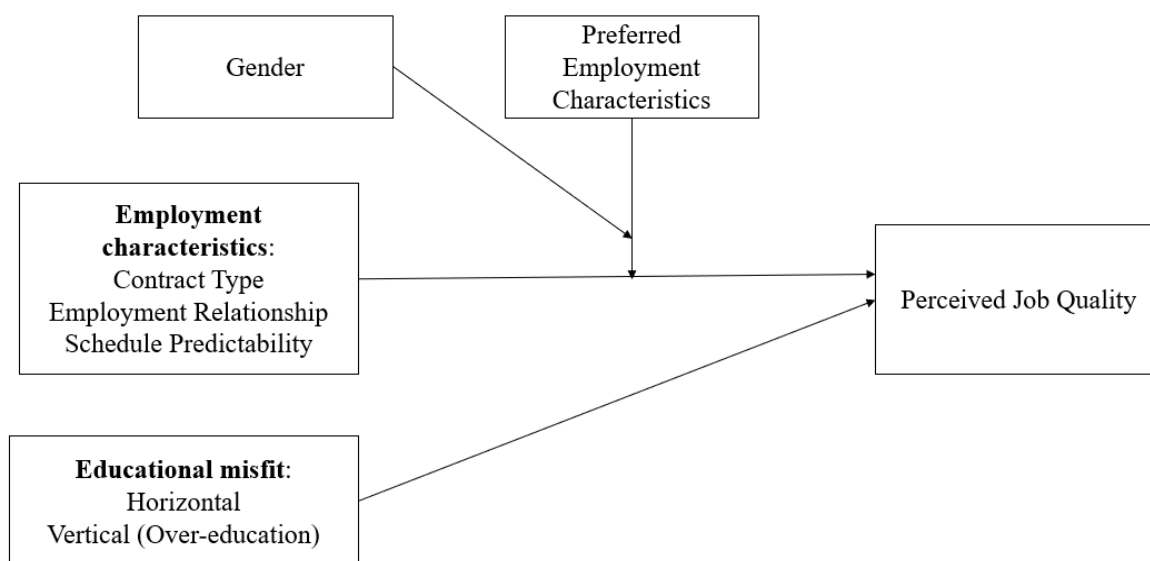 Gender
Preferred
Employment
Characteristics
Employment
characteristics:
Contract Type
Employment Relationship
Schedule Predictability
Perceived Job Quality
Educational misfit:
Horizontal
Vertical (Over-education)